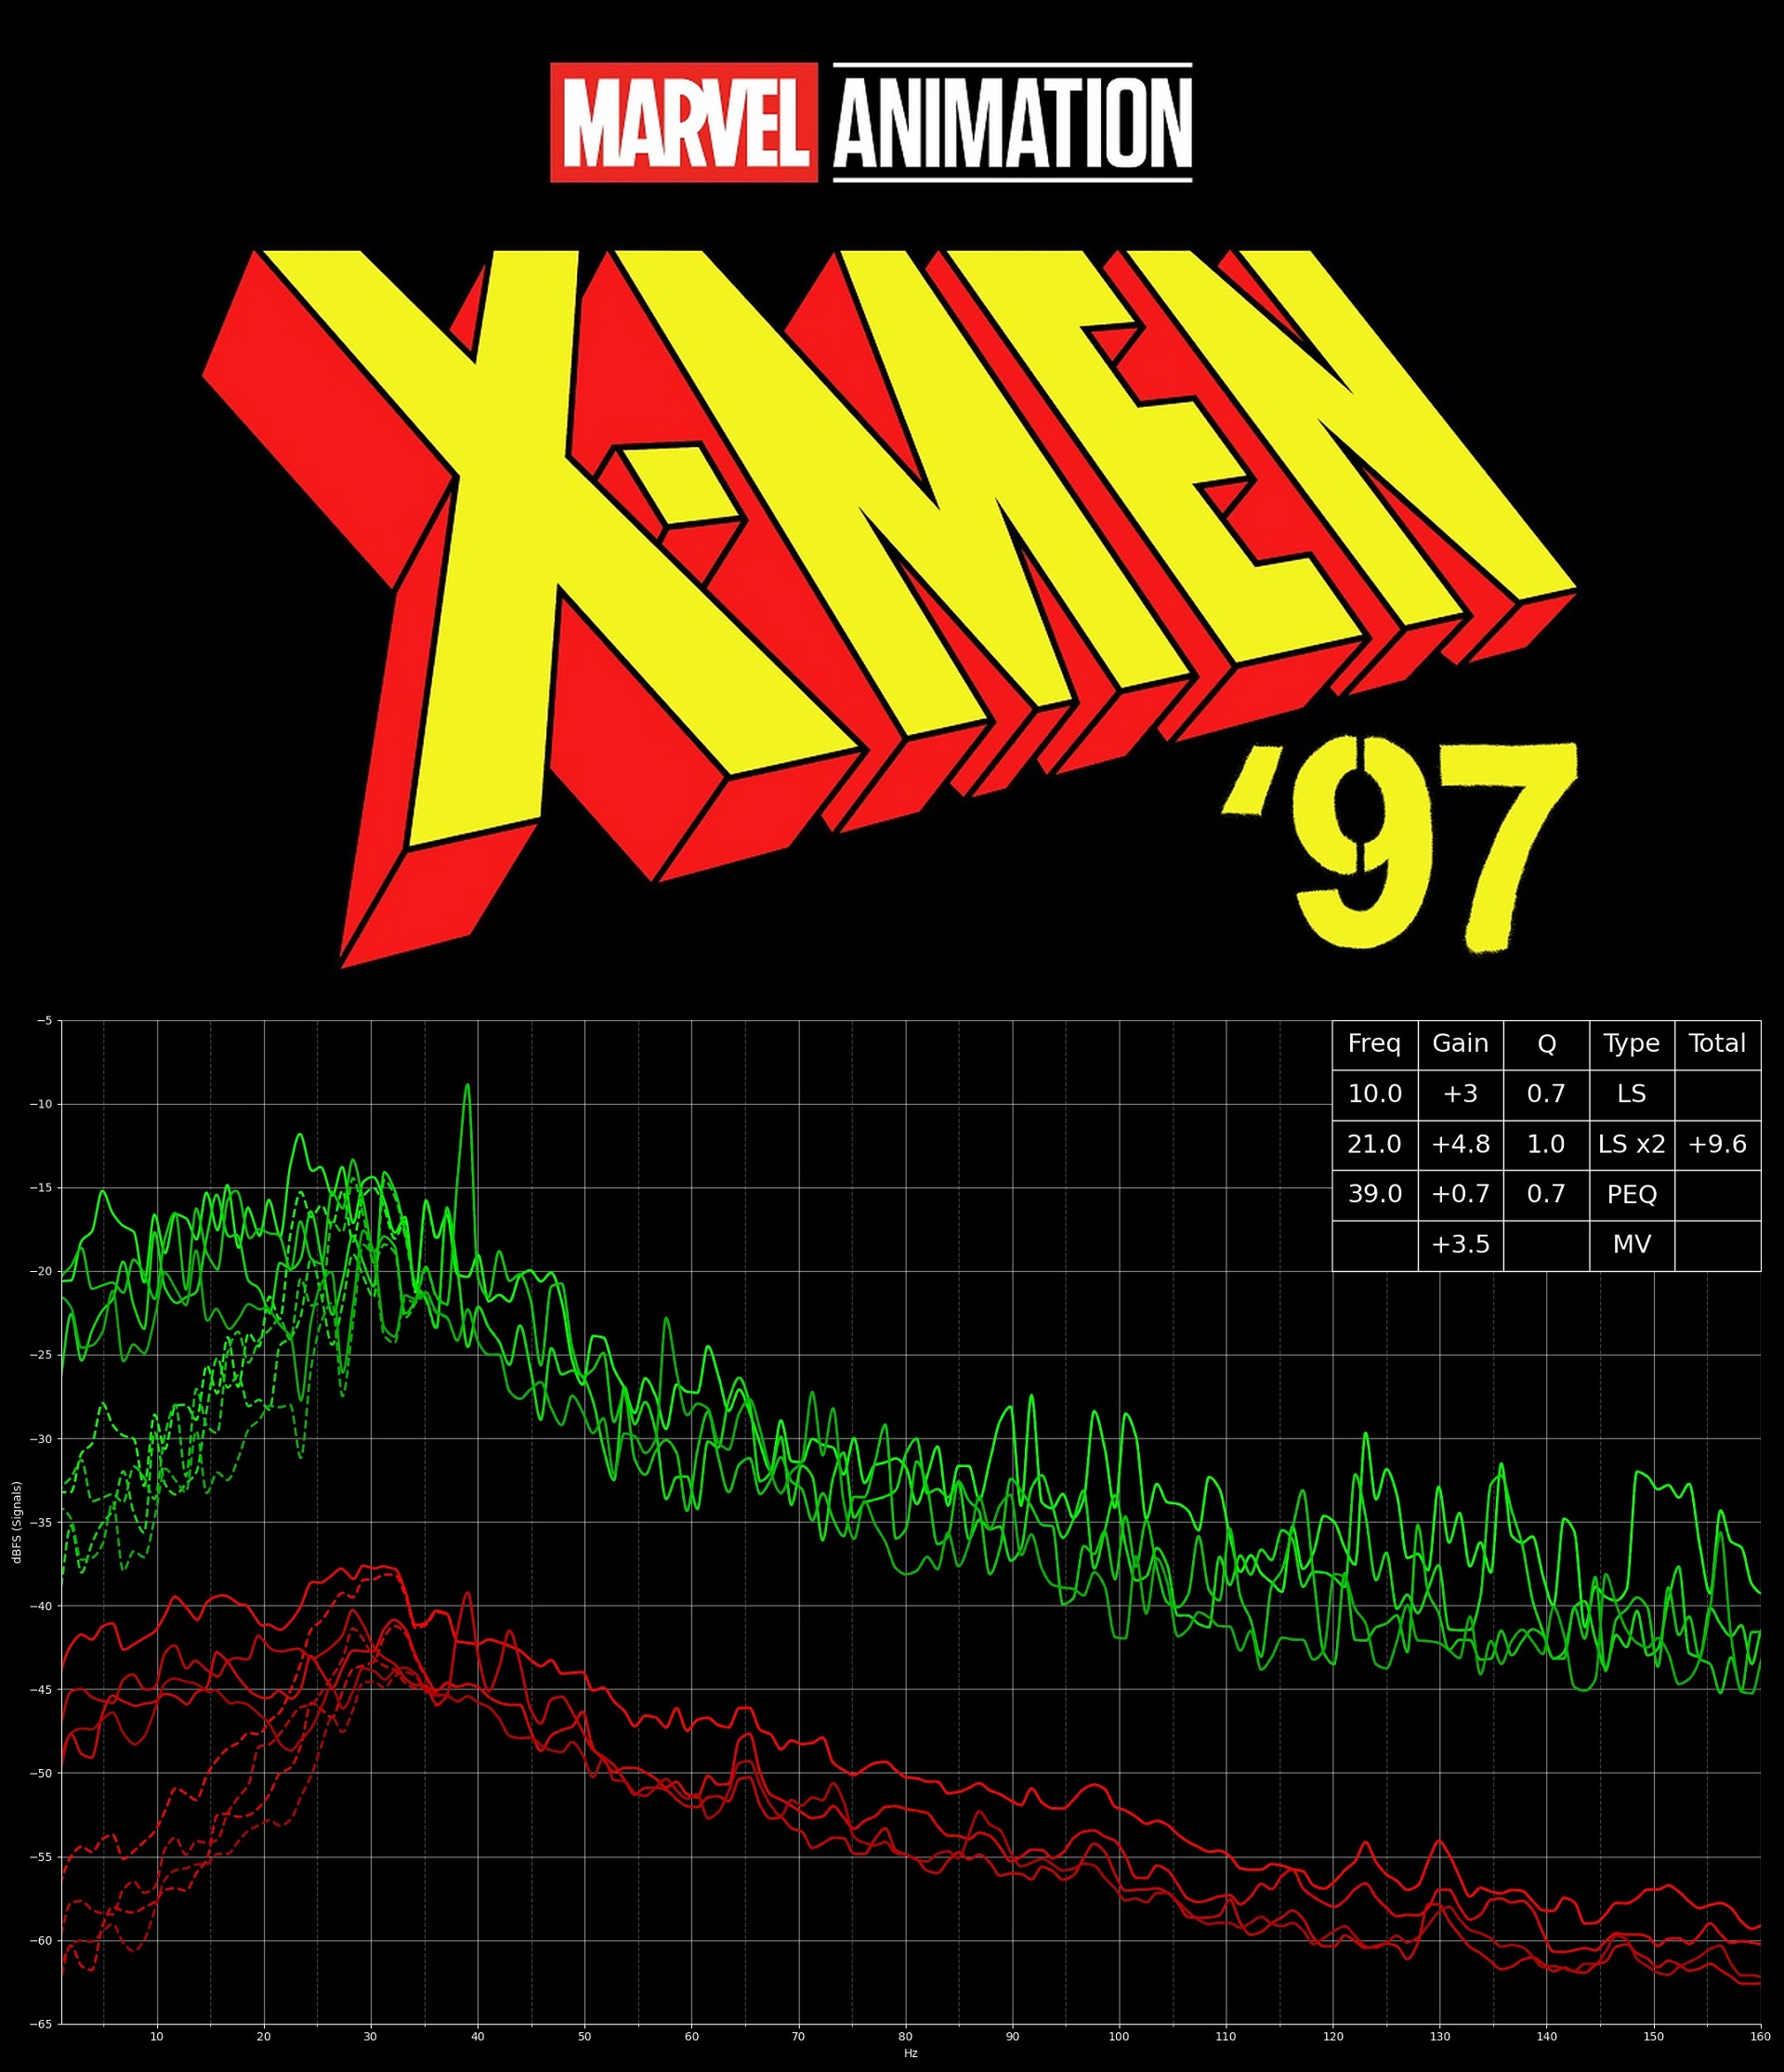 MARVEL ANIMATION
X-MEN
'97
Freq Gain Q Type Total
10.0 +3 0.7 LS
21.0 +4.8 1.0 LS x2 +9.6
39.0 +0.7 0.7 PEQ
+3.5 MV
−5
−10
−15
−20
−25
−30
−35
−40
−45
−50
−55
−60
−65
dBFS (Signals)
10 20 30 40 50 60 70 80 90 100 110 120 130 140 150 160
Hz